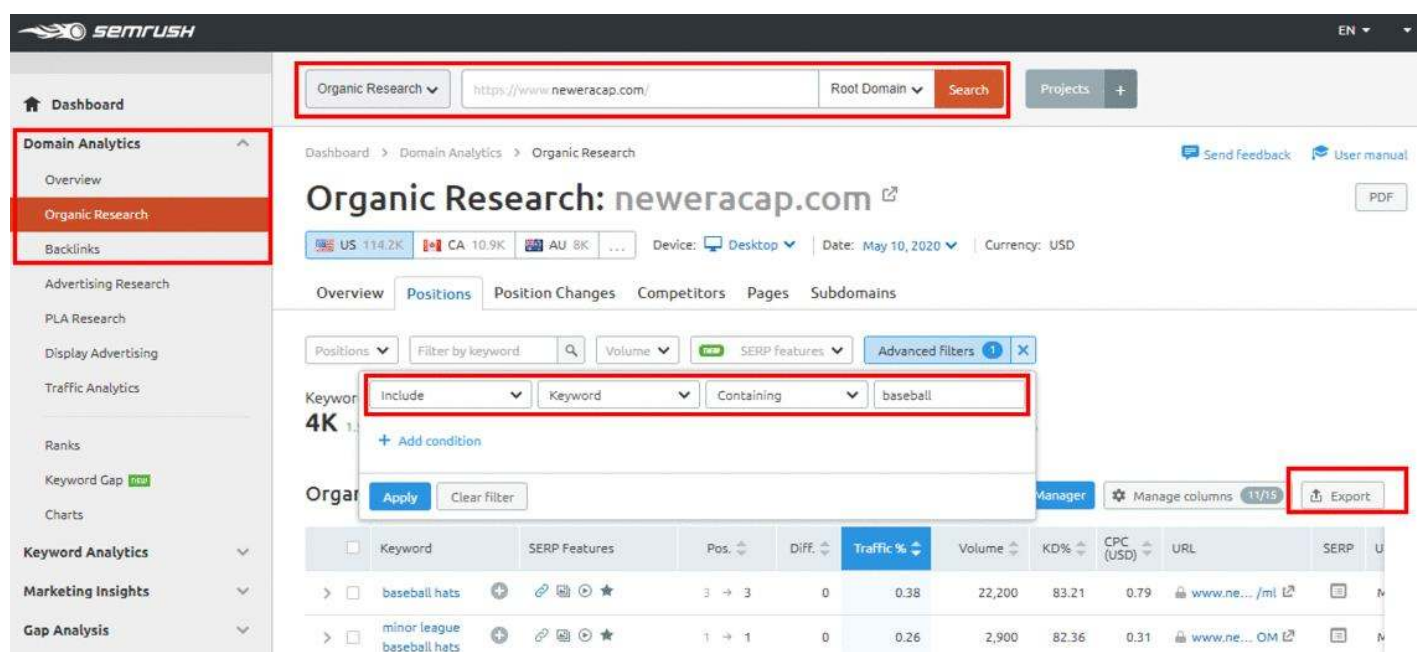 semrush
EN
Organic Research https://www.neweracap.com/ Root Domain Search Projects +
Dashboard
Domain Analytics
Overview
Organic Research
Backlinks
Advertising Research
PLA Research
Display Advertising
Traffic Analytics
Ranks
Keyword Gap new
Charts
Keyword Analytics
Marketing Insights
Gap Analysis
Dashboard > Domain Analytics > Organic Research
Send feedback User manual
Organic Research: neweracap.com
PDF
US 114.2K CA 10.9K AU 8K ... Device: Desktop Date: May 10, 2020 Currency: USD
Overview Positions Position Changes Competitors Pages Subdomains
Positions Filter by keyword Volume new SERP features Advanced filters 1 X
Include Keyword Containing baseball
Keywor
4K
+ Add condition
Apply Clear filter
Organ
Manager Manage columns 11/15 Export
Keyword SERP Features Pos. Diff. Traffic % Volume KD% CPC (USD) URL SERP U
baseball hats 3 → 3 0 0.38 22,200 83.21 0.79 www.ne... /ml
minor league baseball hats 1 → 1 0 0.26 2,900 82.36 0.31 www.ne... OM